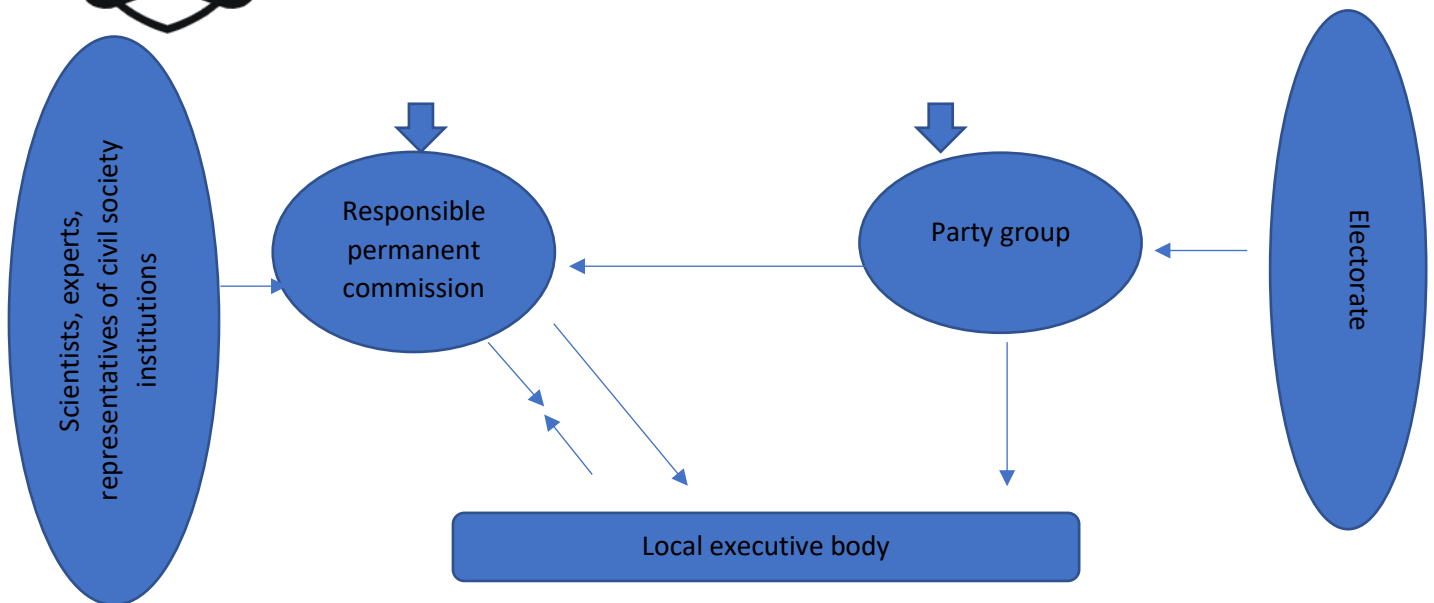 Scientists, experts,
representatives of civil society
institutions
Responsible
permanent
commission
Party group
Electorate
Local executive body